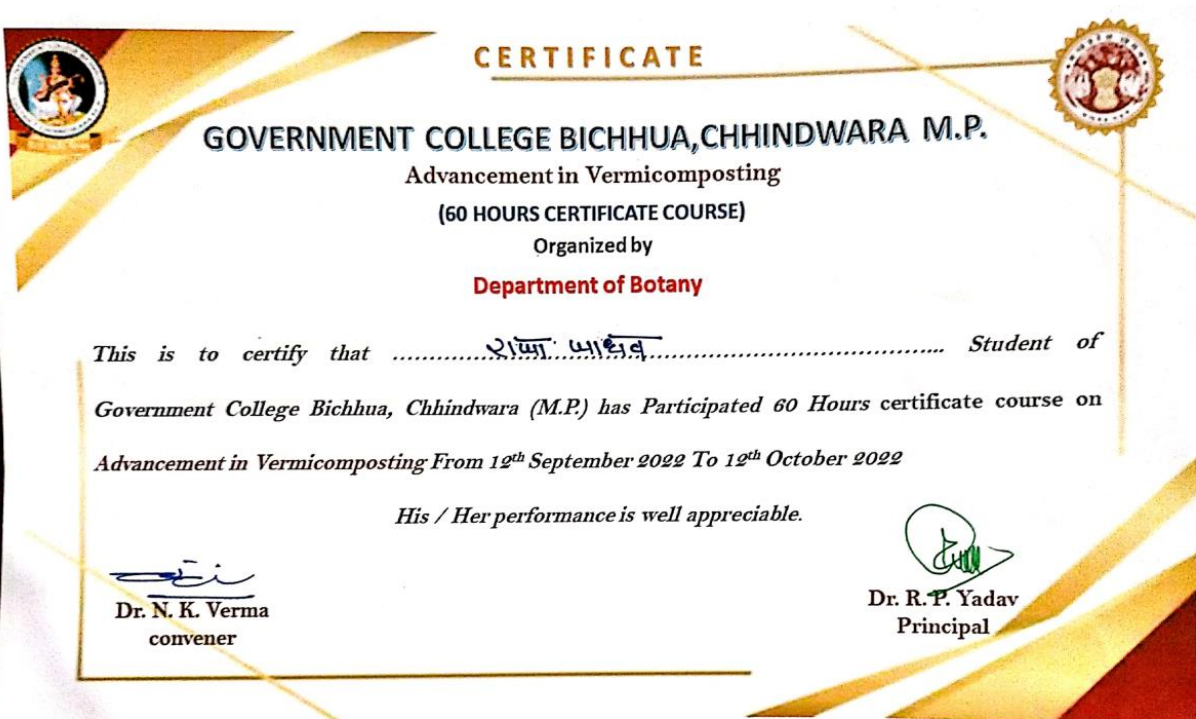 CERTIFICATE
GOVERNMENT COLLEGE BICHHUA,CHHINDWARA M.P.
Advancement in Vermicomposting
(60 HOURS CERTIFICATE COURSE)
Organized by
Department of Botany
This is to certify that ........................ Student of
Government College Bichhua, Chhindwara (M.P.) has Participated 60 Hours certificate course on
Advancement in Vermicomposting From 12th September 2022 To 12th October 2022
His / Her performance is well appreciable.
Dr. N. K. Verma
convener
Dr. R. P. Yadav
Principal